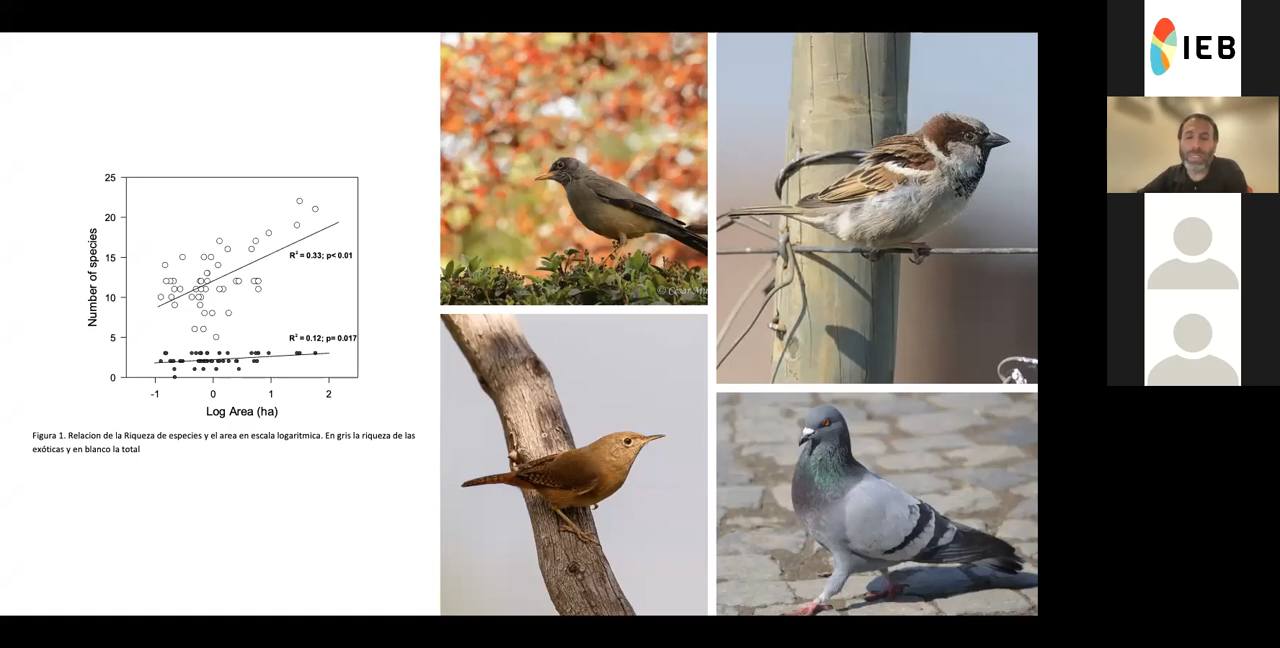 IEB
25
20
15
10
5
0
Number of species
R² = 0.33; p< 0.01
R² = 0.12; p= 0.017
-1 0 1 2
Log Area (ha)
Figura 1. Relacion de la Riqueza de especies y el area en escala logaritmica. En gris la riqueza de las
exóticas y en blanco la total
© César Mu